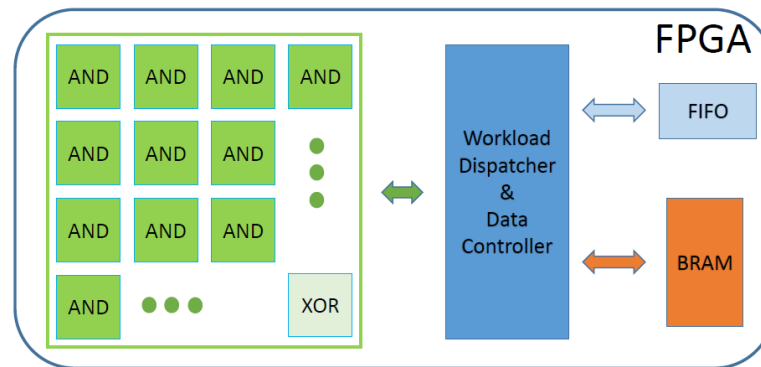 FPGA
AND AND AND AND
AND AND AND
AND AND AND
AND XOR
Workload
Dispatcher
&
Data
Controller
FIFO
BRAM